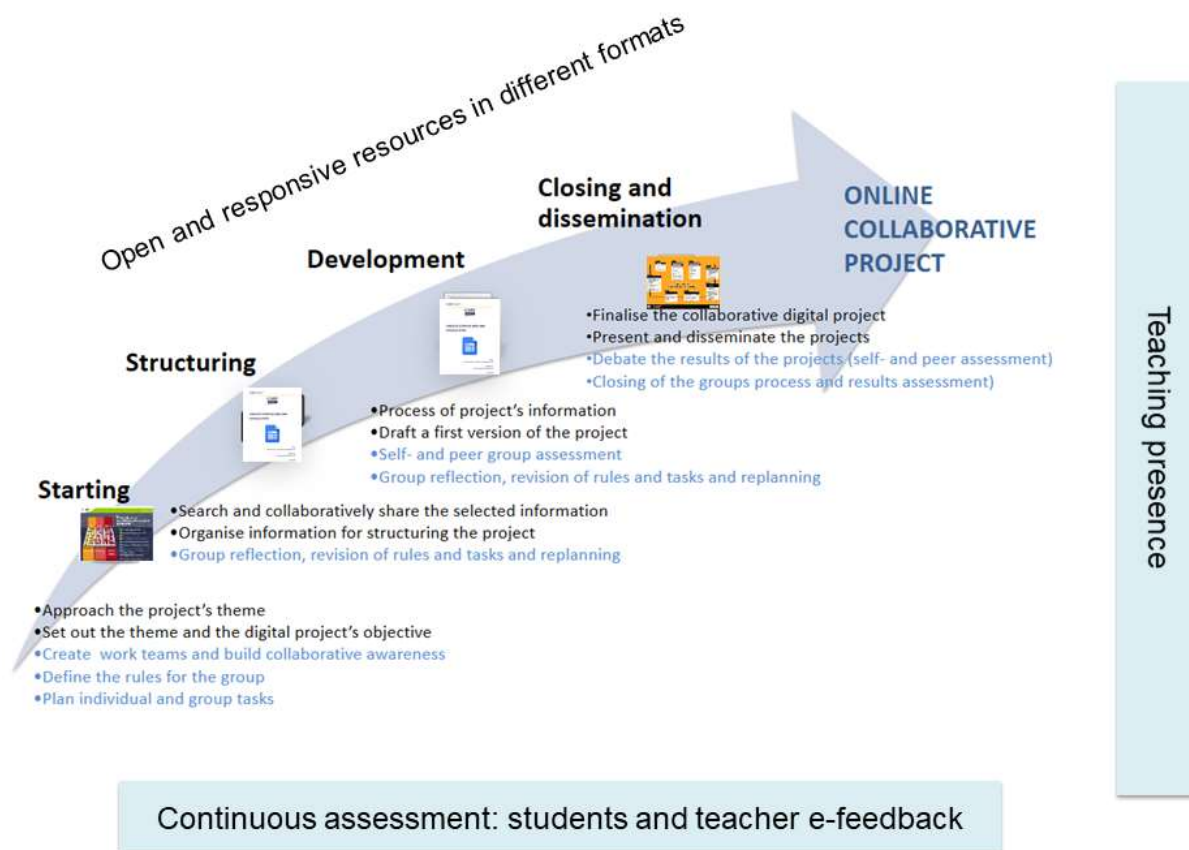 Open and responsive resources in different formats
Closing and
dissemination
ONLINE
COLLABORATIVE
PROJECT
•Finalise the collaborative digital project
•Present and disseminate the projects
•Debate the results of the projects (self- and peer assessment)
•Closing of the groups process and results assessment)
Development
•Process of project's information
•Draft a first version of the project
•Self- and peer group assessment
•Group reflection, revision of rules and tasks and replanning
Structuring
•Search and collaboratively share the selected information
•Organise information for structuring the project
•Group reflection, revision of rules and tasks and replanning
Starting
•Approach the project's theme
•Set out the theme and the digital project's objective
•Create work teams and build collaborative awareness
•Define the rules for the group
•Plan individual and group tasks
Teaching presence
Continuous assessment: students and teacher e-feedback